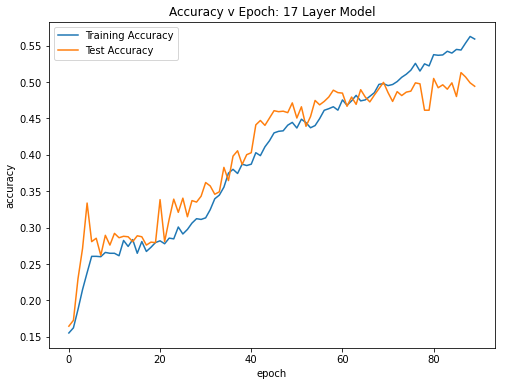 Accuracy v Epoch: 17 Layer Model
Training Accuracy
Test Accuracy
0.55
0.50
0.45
0.40
0.35
0.30
0.25
0.20
0.15
accuracy
0
20
40
60
80
epoch